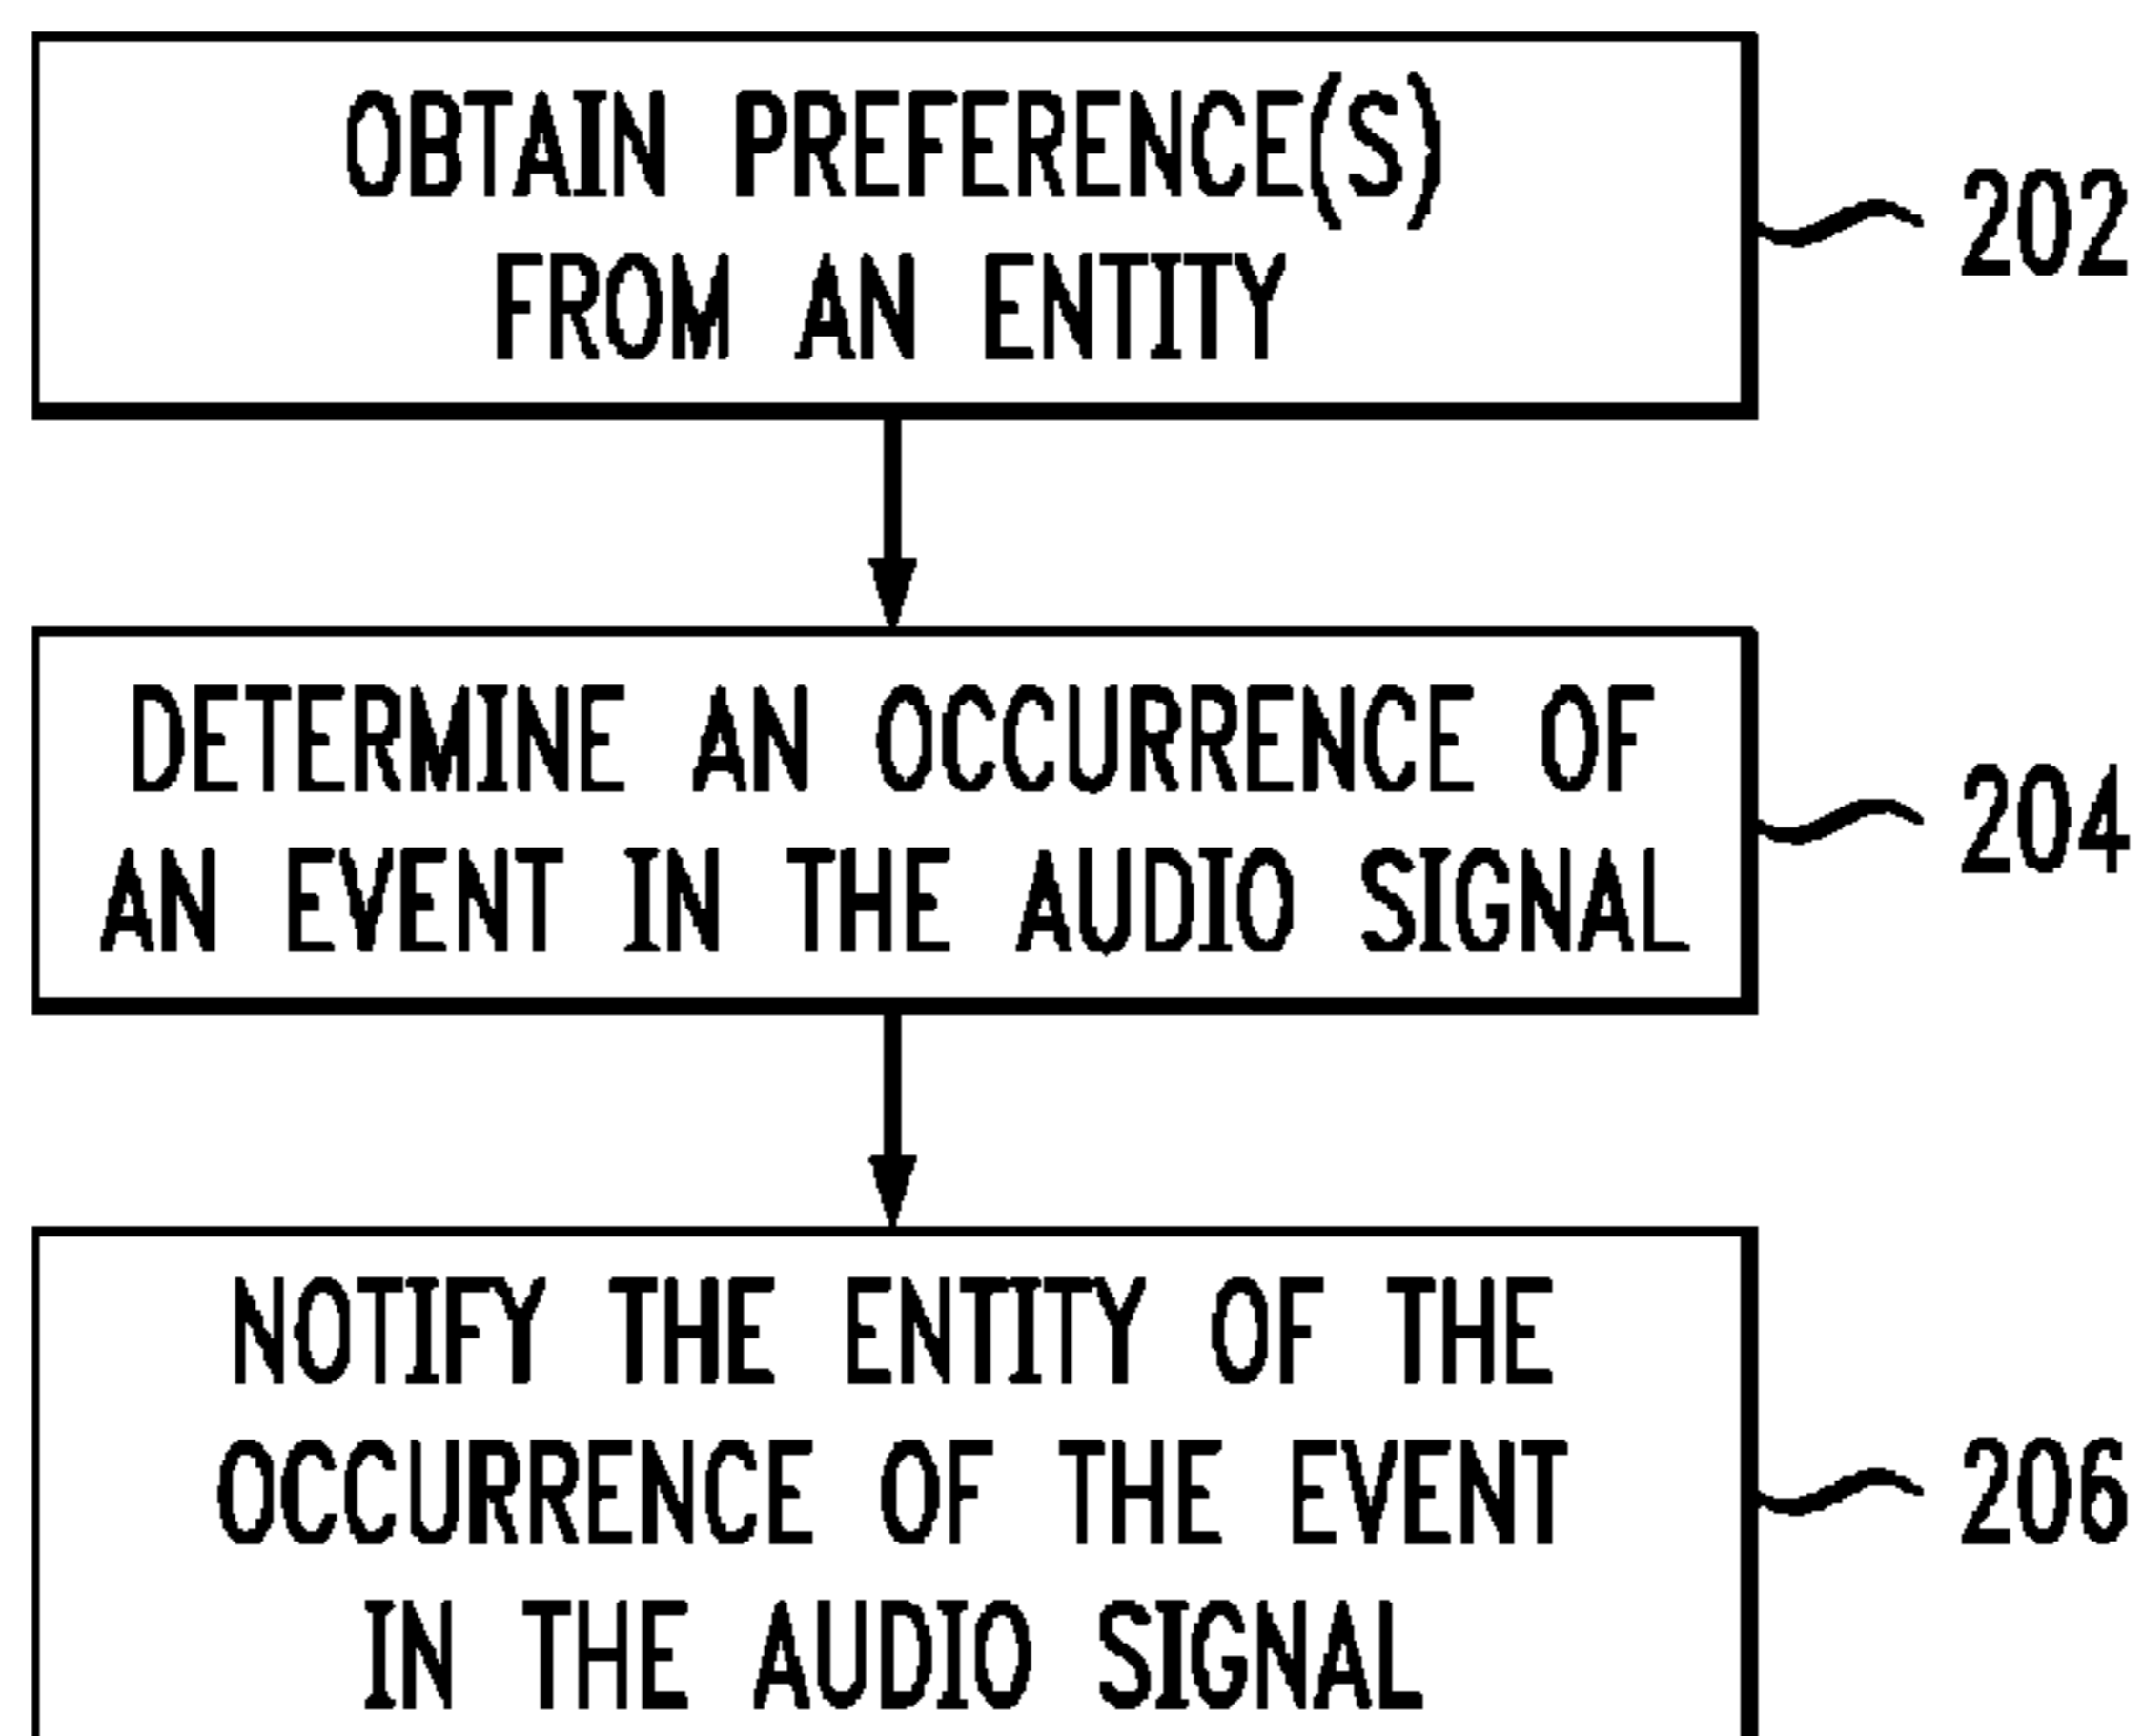 OBTAIN PREFERENCE(S)
FROM AN ENTITY
202
DETERMINE AN OCCURRENCE OF
AN EVENT IN THE AUDIO SIGNAL
204
NOTIFY THE ENTITY OF THE
OCCURRENCE OF THE EVENT
IN THE AUDIO SIGNAL
206